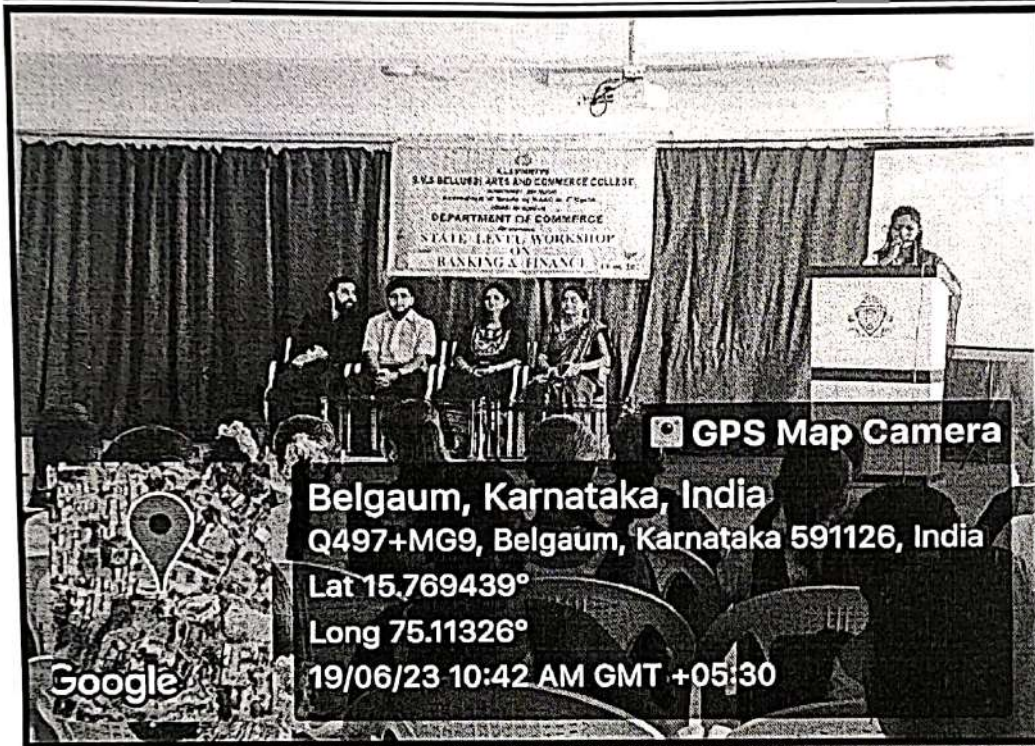 S.V.S BELLUBBI ARTS AND COMMERCE COLLEGE,
DEPARTMENT OF COMMERCE
STATE LEVEL WORKSHOP
ON
BANKING & FINANCE
GPS Map Camera
Belgaum, Karnataka, India
Q497+MG9, Belgaum, Karnataka 591126, India
Lat 15.769439°
Long 75.11326°
19/06/23 10:42 AM GMT +05:30
Google